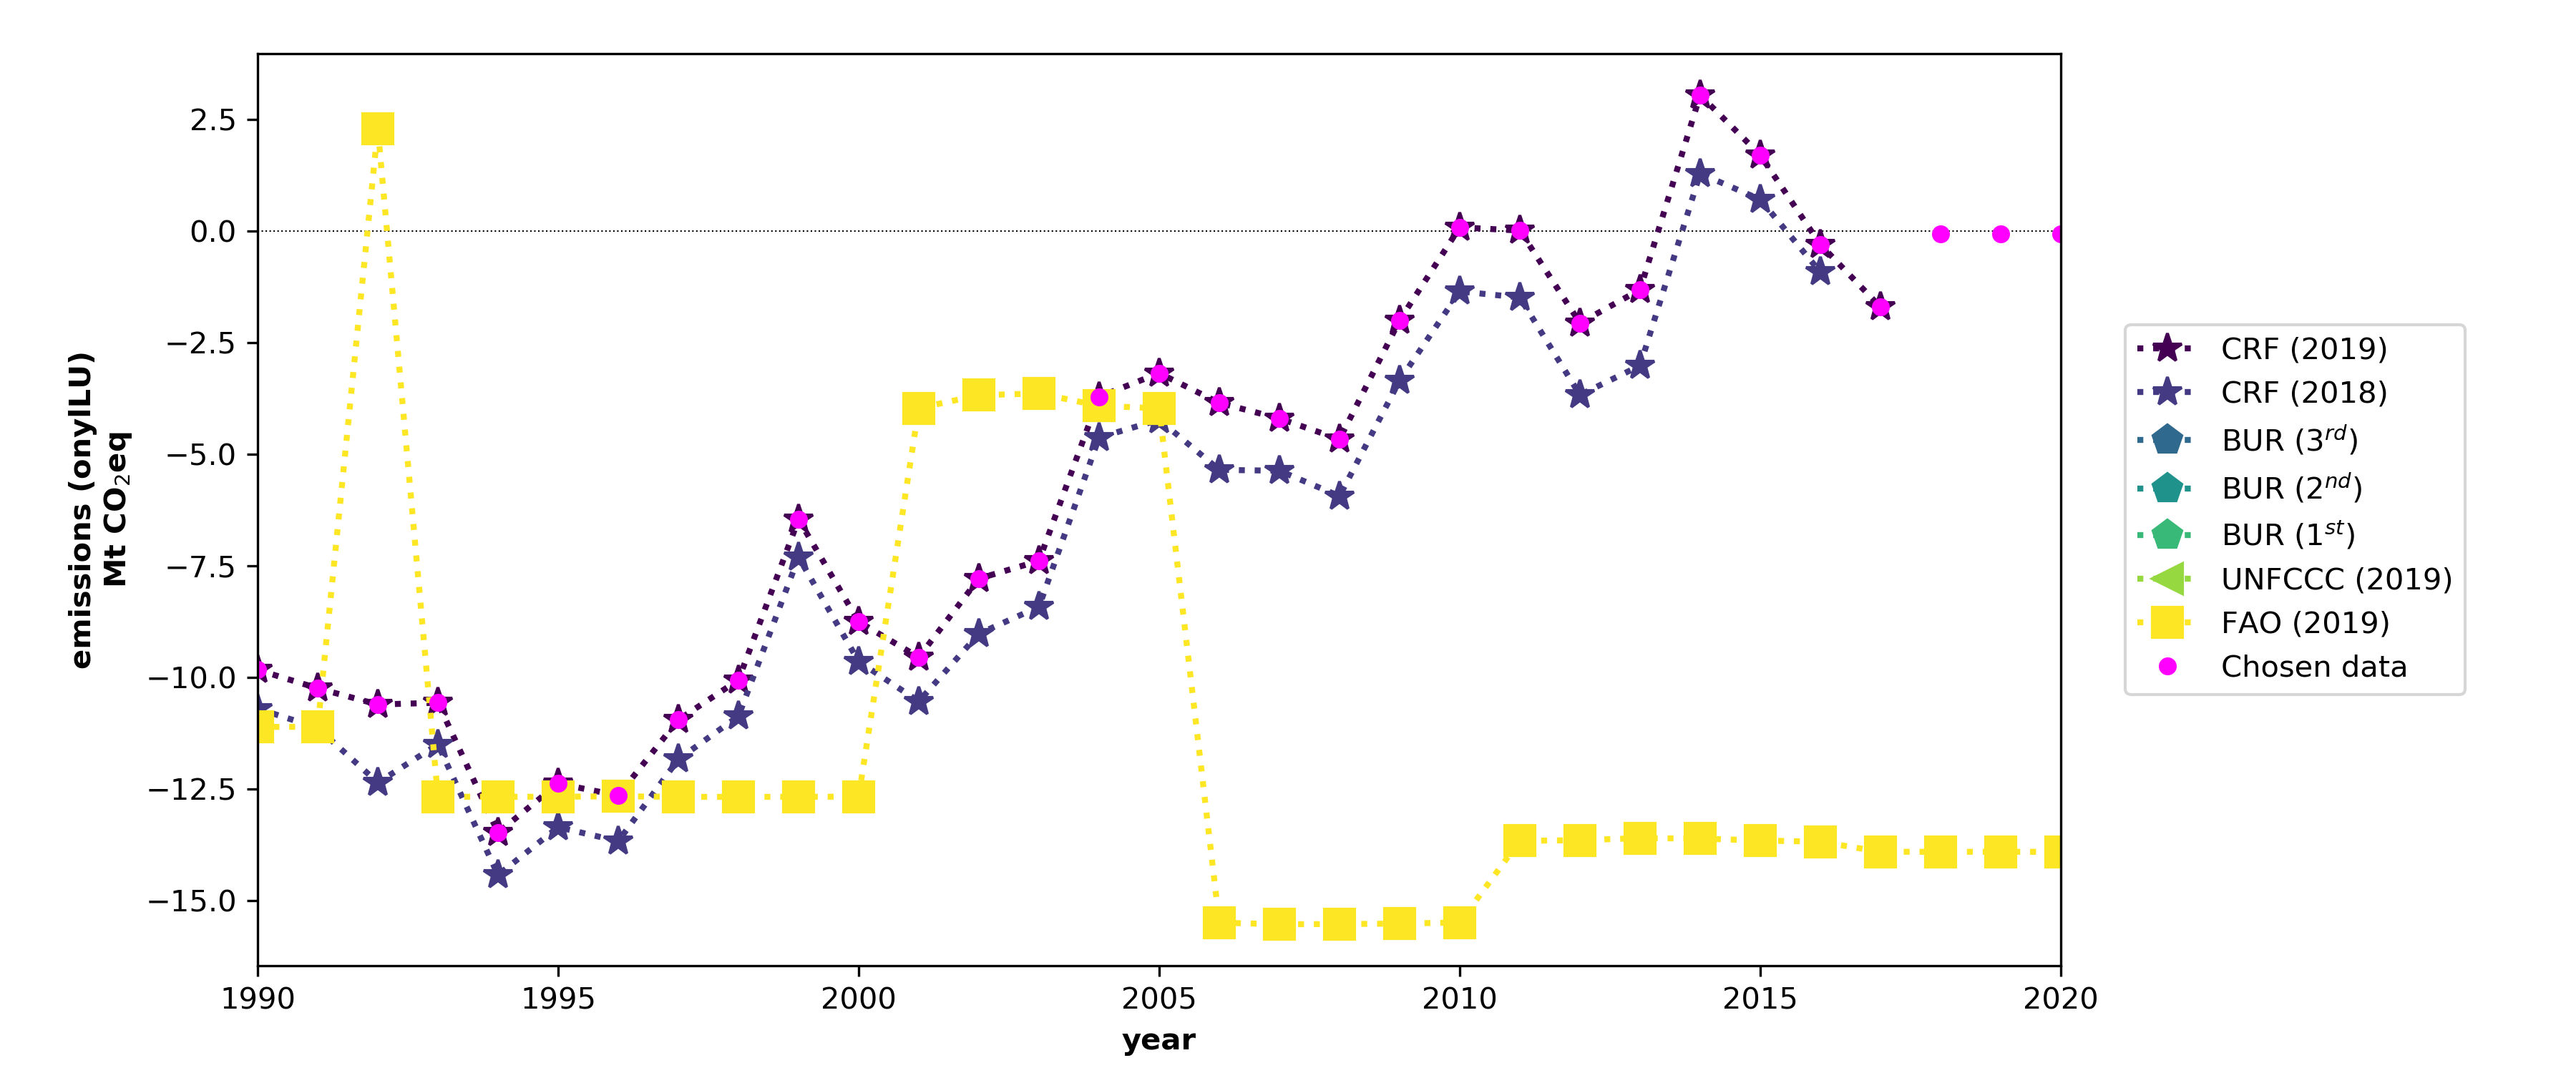 emissions (onylLU)
Mt CO₂eq
2.5
0.0
−2.5
−5.0
−7.5
−10.0
−12.5
−15.0
1990 1995 2000 2005 2010 2015 2020
year
CRF (2019)
CRF (2018)
BUR (3ʳᵈ)
BUR (2ⁿᵈ)
BUR (1ˢᵗ)
UNFCCC (2019)
FAO (2019)
Chosen data